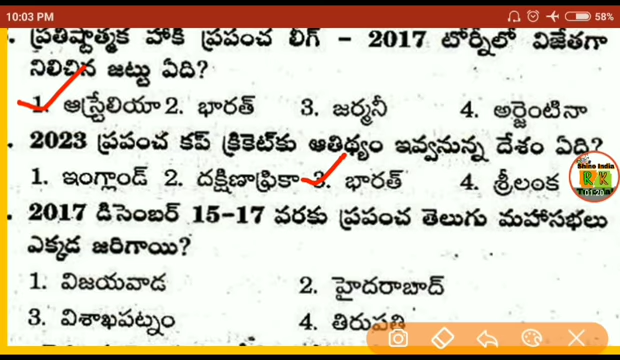 10:03 PM 58%
. ప్రతిష్టాత్మక హాకీ ప్రపంచ లీగ్ – 2017 టోర్నీలో విజేతగా
నిలిచిన జట్టు ఏది?
1. ఆస్ట్రేలియా 2. భారత్ 3. జర్మనీ 4. అర్జెంటినా
. 2023 ప్రపంచ కప్ క్రికెట్‌కు ఆతిథ్యం ఇవ్వనున్న దేశం ఏది?
1. ఇంగ్లాండ్ 2. దక్షిణాఫ్రికా 3. భారత్ 4. శ్రీలంక
Shine India
RK
. 2017 డిసెంబర్ 15–17 వరకు ప్రపంచ తెలుగు మహాసభలు
ఎక్కడ జరిగాయి?
1. విజయవాడ 2. హైదరాబాద్
3. విశాఖపట్నం 4. తిరుపతి